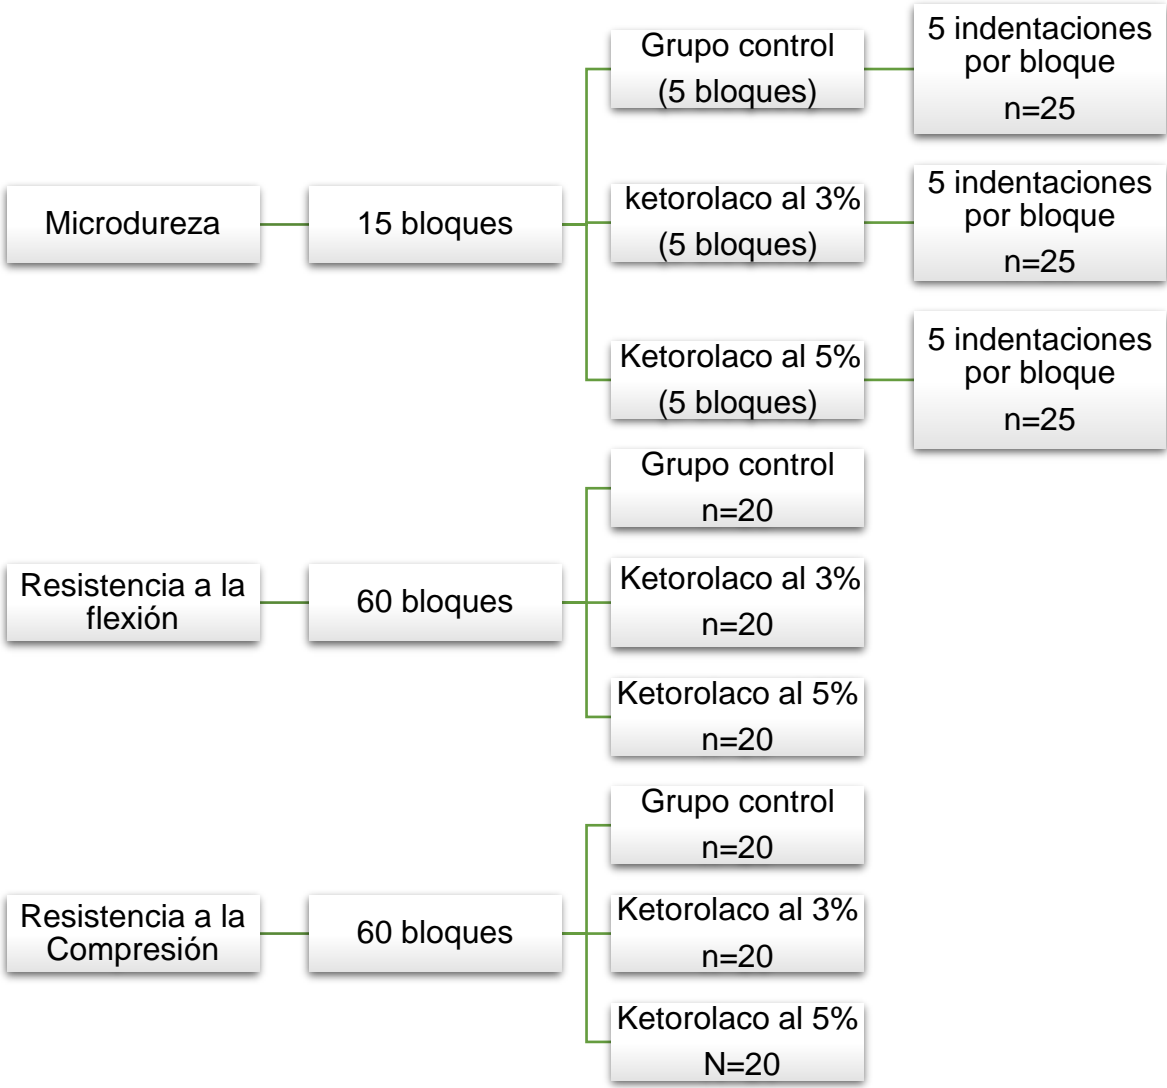 Microdureza
15 bloques
Grupo control
(5 bloques)
5 indentaciones
por bloque
n=25
ketorolaco al 3%
(5 bloques)
5 indentaciones
por bloque
n=25
Ketorolaco al 5%
(5 bloques)
5 indentaciones
por bloque
n=25
Resistencia a la
flexión
60 bloques
Grupo control
n=20
Ketorolaco al 3%
n=20
Ketorolaco al 5%
n=20
Resistencia a la
Compresión
60 bloques
Grupo control
n=20
Ketorolaco al 3%
n=20
Ketorolaco al 5%
N=20